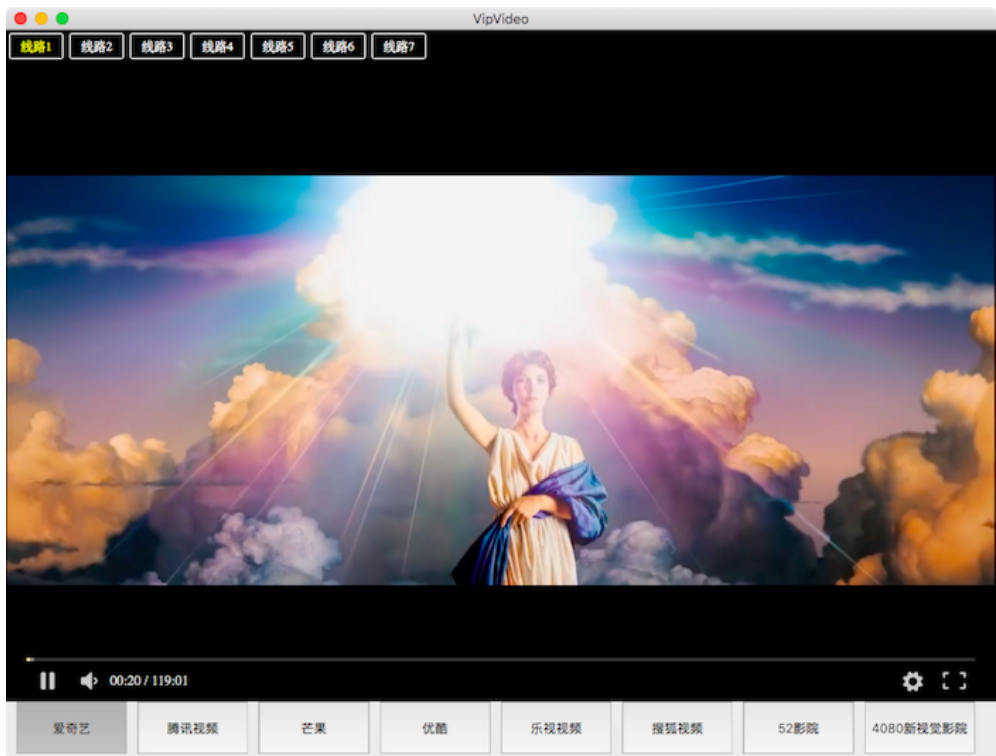 VipVideo
线路1 线路2 线路3 线路4 线路5 线路6 线路7
00:20 / 119:01
爱奇艺 腾讯视频 芒果 优酷 乐视视频 搜狐视频 52影院 4080新视觉影院